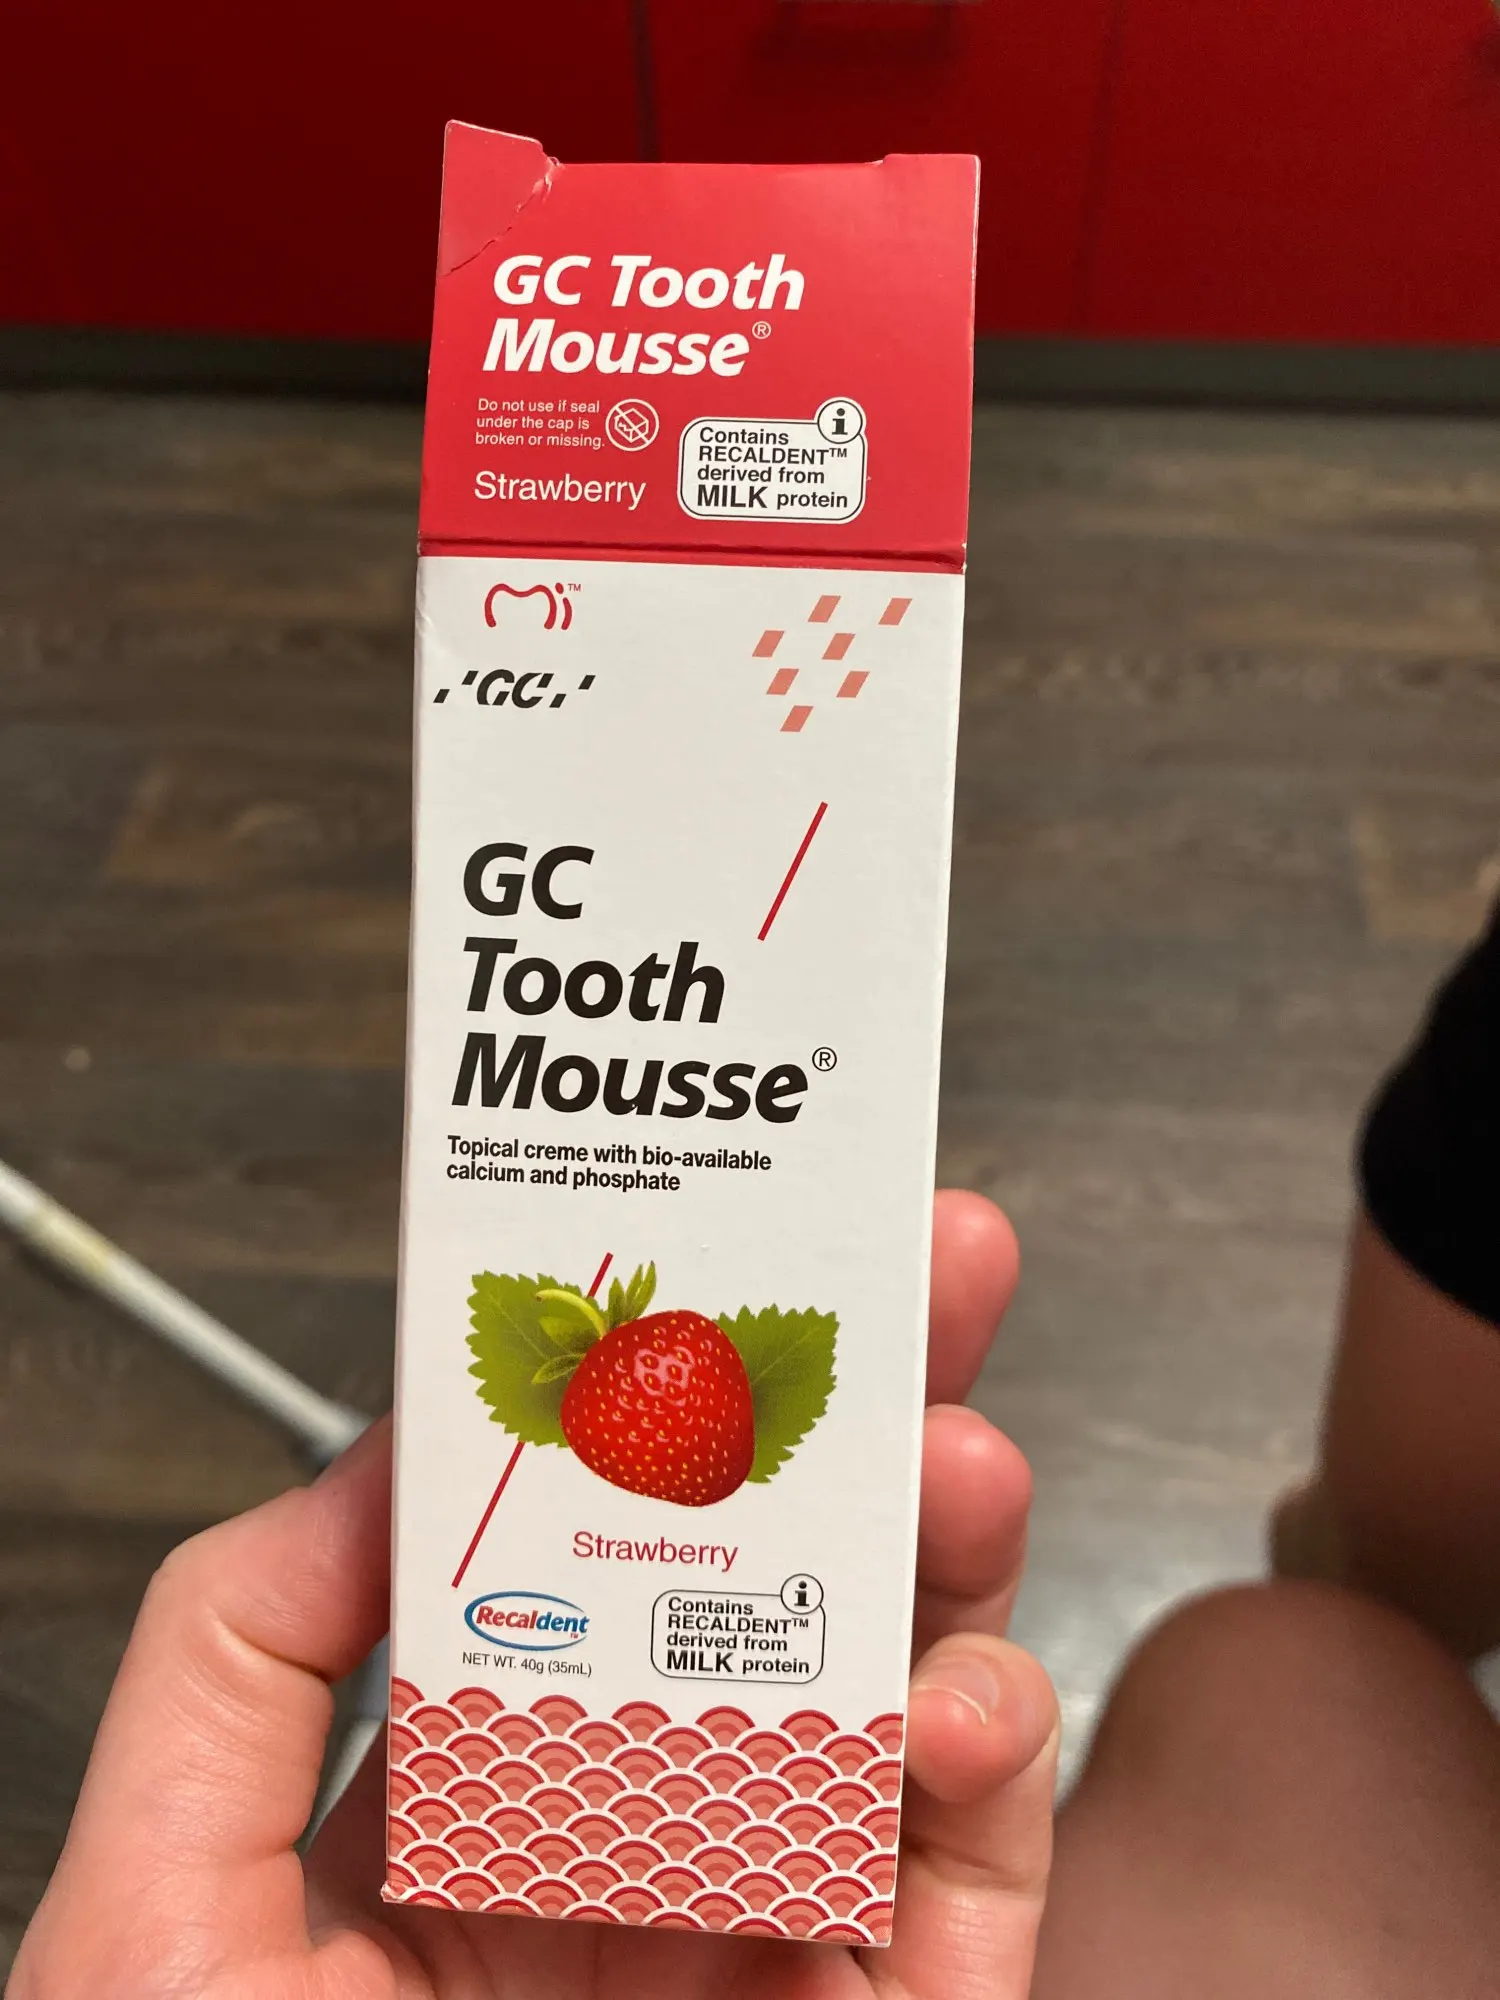 GC Tooth
Mousse®
Do not use if seal
under the cap is
broken or missing.
Strawberry
i
Contains
RECALDENT™
derived from
MILK protein
Mi™
GC
GC
Tooth
Mousse®
Topical creme with bio-available
calcium and phosphate
Strawberry
Recaldent™
NET WT. 40g (35mL)
i
Contains
RECALDENT™
derived from
MILK protein